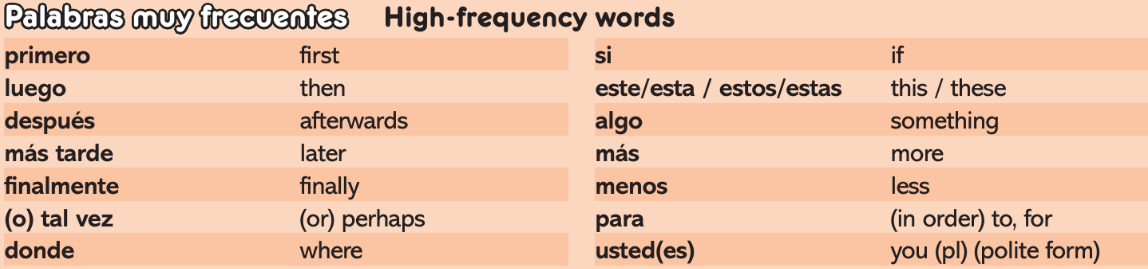 Palabras muy frecuentes High-frequency words
primero first
luego then
después afterwards
más tarde later
finalmente finally
(o) tal vez (or) perhaps
donde where
si if
este/esta / estos/estas this / these
algo something
más more
menos less
para (in order) to, for
usted(es) you (pl) (polite form)